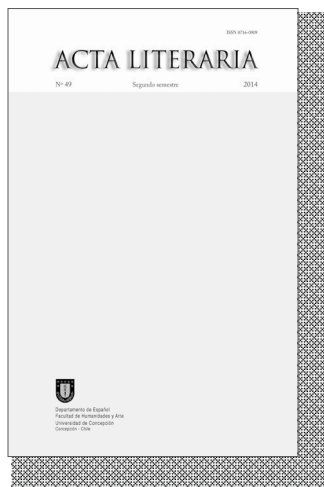 ISSN 0716-0909
ACTA LITERARIA
Nº 49 Segundo semestre 2014
Departamento de Español
Facultad de Humanidades y Arte
Universidad de Concepción
Concepción - Chile